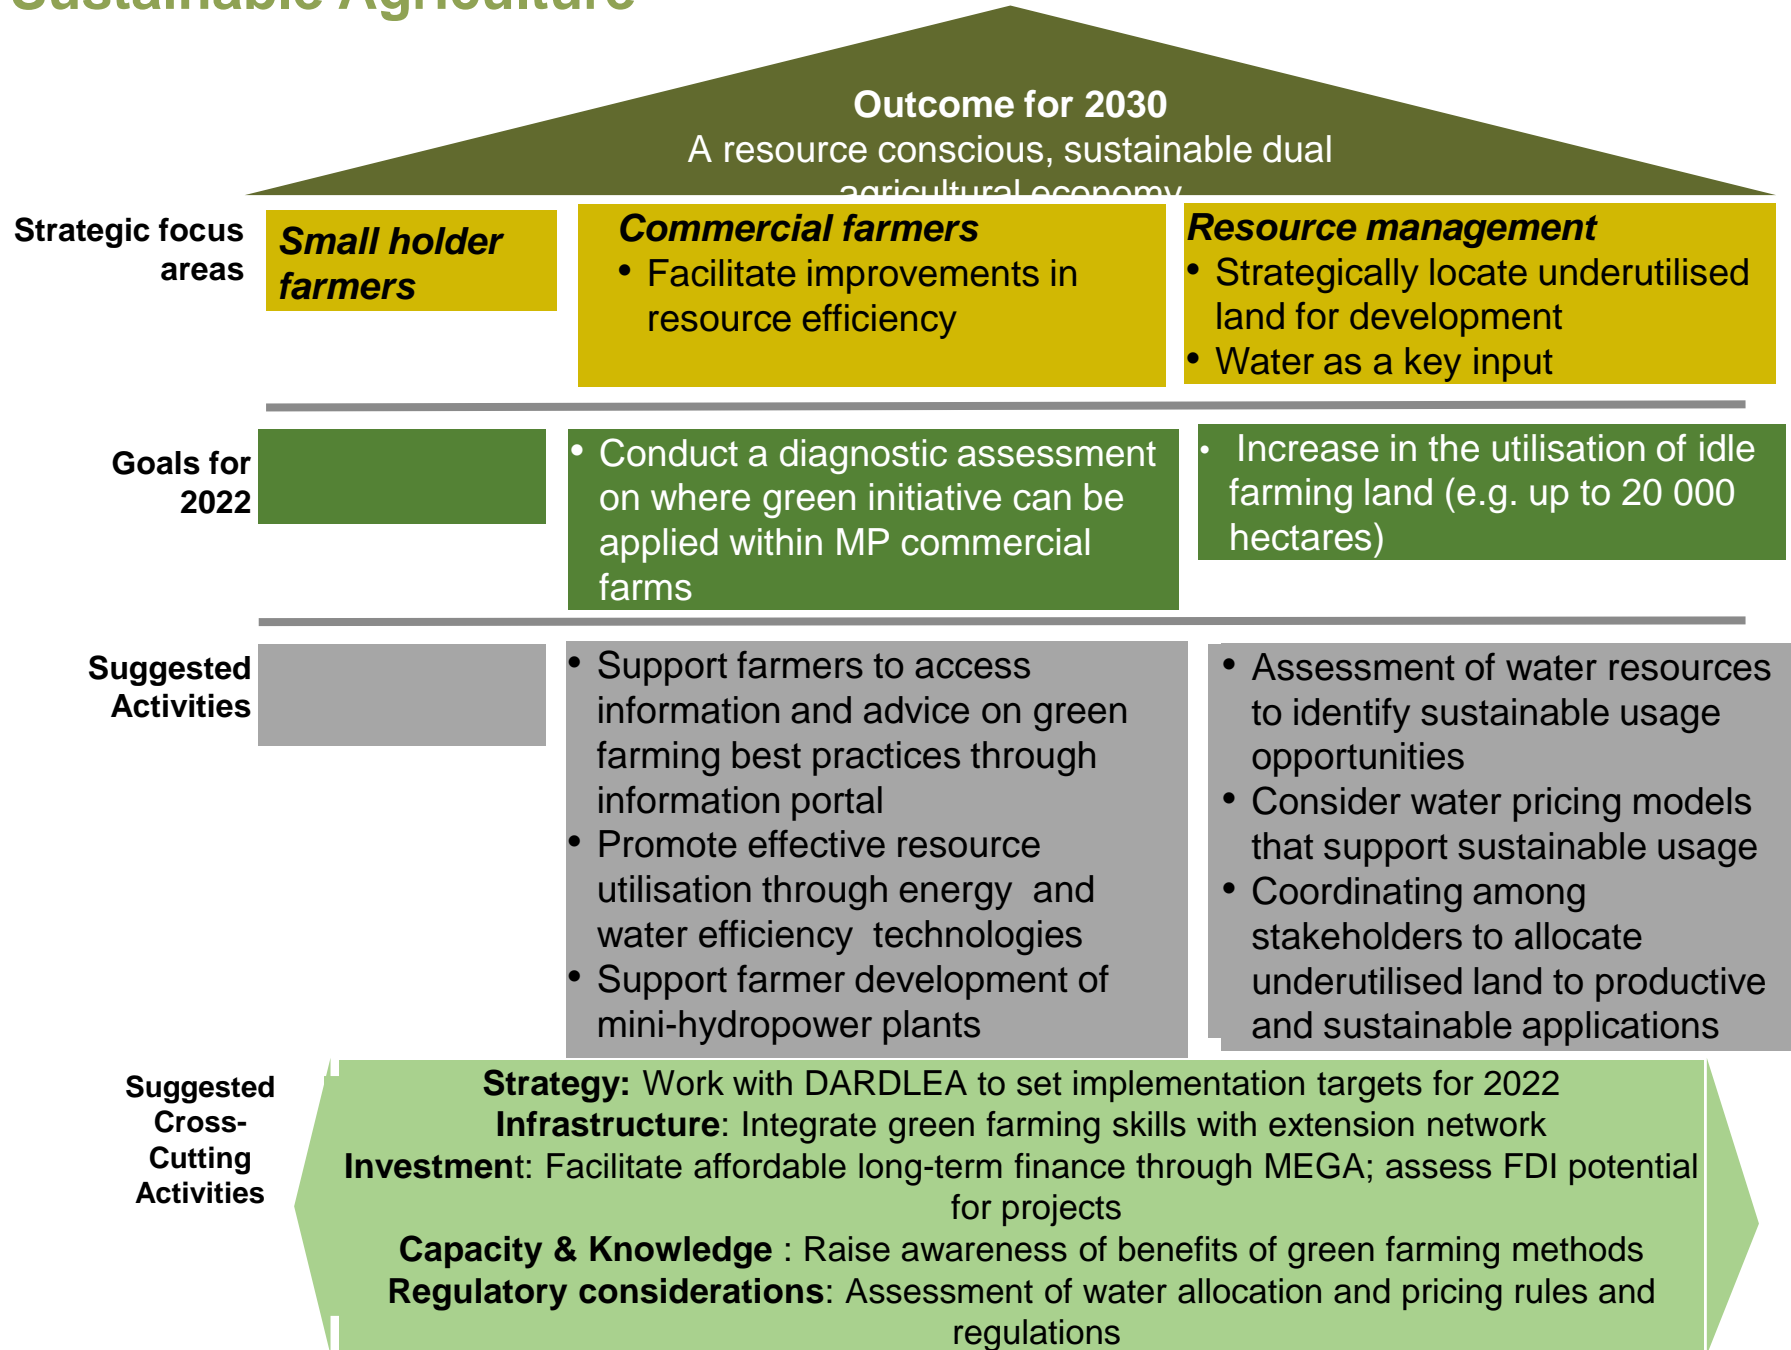 Sustainable Agriculture
Outcome for 2030
A resource conscious, sustainable dual
agricultural economy
Strategic focus
areas
Small holder
farmers
Commercial farmers
• Facilitate improvements in
resource efficiency
Resource management
• Strategically locate underutilised
land for development
• Water as a key input
Goals for
2022
• Conduct a diagnostic assessment
on where green initiative can be
applied within MP commercial
farms
• Increase in the utilisation of idle
farming land (e.g. up to 20 000
hectares)
Suggested
Activities
• Support farmers to access
information and advice on green
farming best practices through
information portal
• Promote effective resource
utilisation through energy and
water efficiency technologies
• Support farmer development of
mini-hydropower plants
• Assessment of water resources
to identify sustainable usage
opportunities
• Consider water pricing models
that support sustainable usage
• Coordinating among
stakeholders to allocate
underutilised land to productive
and sustainable applications
Suggested
Cross-
Cutting
Activities
Strategy: Work with DARDLEA to set implementation targets for 2022
Infrastructure: Integrate green farming skills with extension network
Investment: Facilitate affordable long-term finance through MEGA; assess FDI potential
for projects
Capacity & Knowledge : Raise awareness of benefits of green farming methods
Regulatory considerations: Assessment of water allocation and pricing rules and
regulations